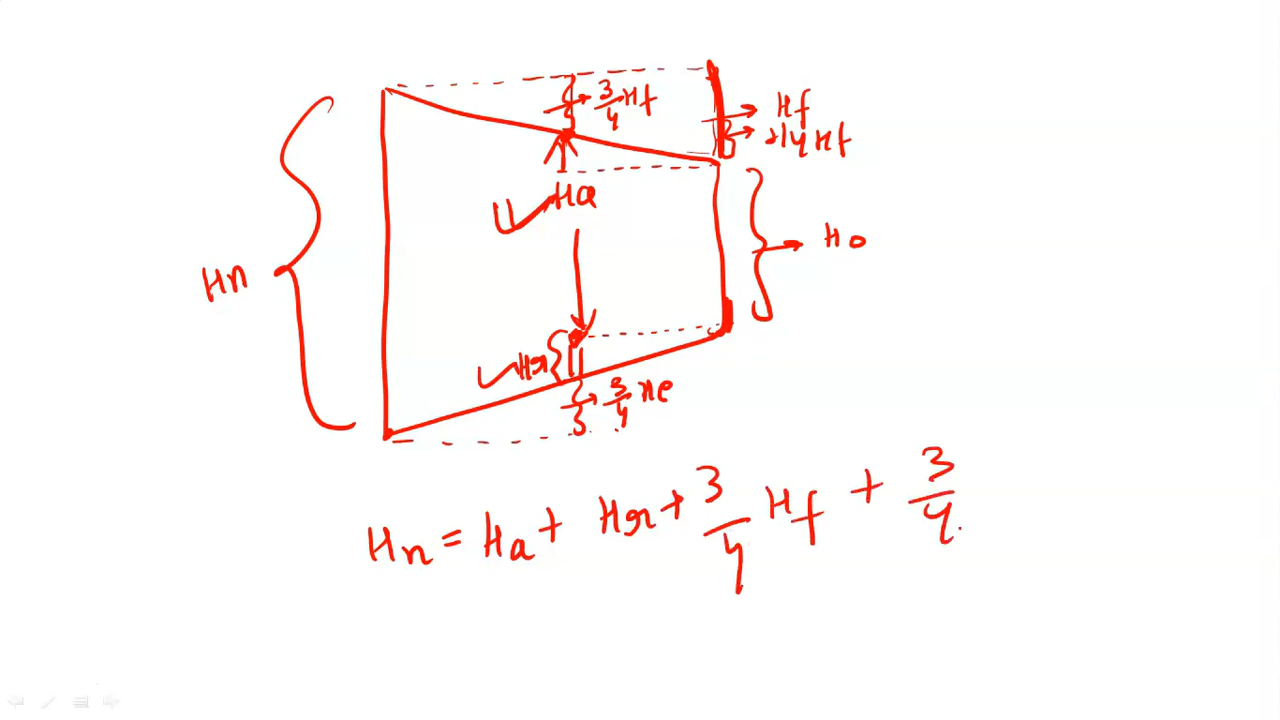 3/4 Hf
Hf
1/4 Hf
Ha
Ho
Hn
Hr
3/4 He
Hn = Ha + Hr + 3/4 Hf + 3/4